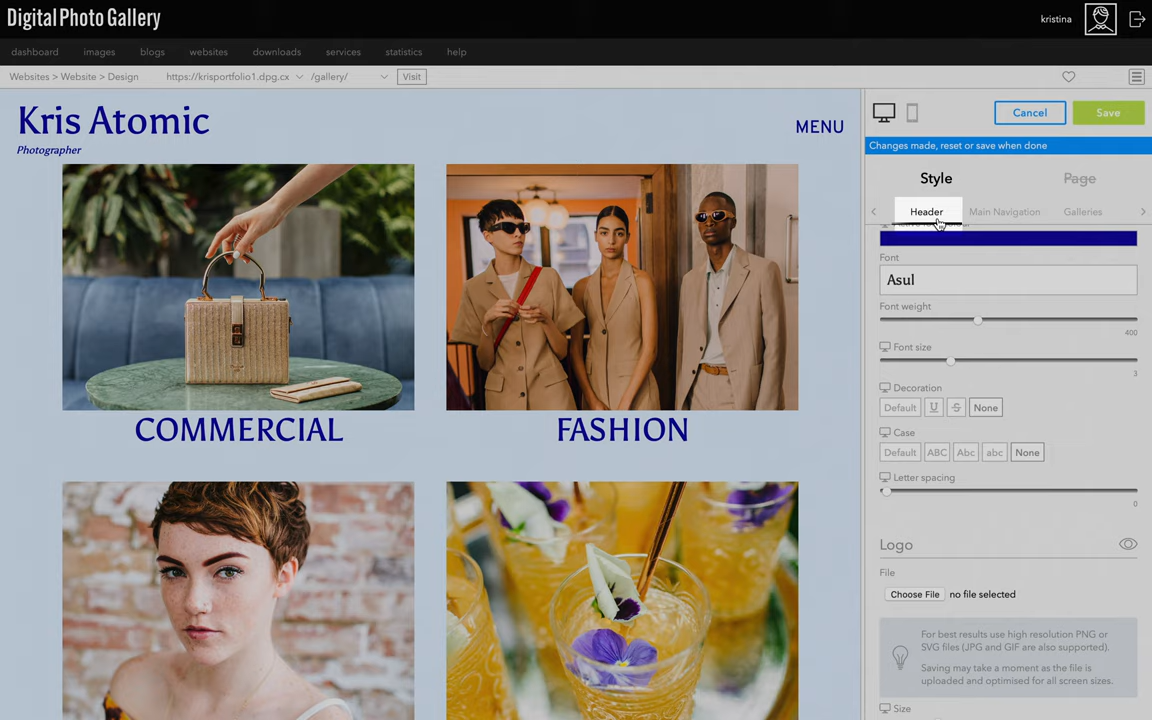 Digital Photo Gallery
kristina
dashboard
images
blogs
websites
downloads
services
statistics
help
Websites > Website > Design
https://krisportfolio1.dpg.cx
/gallery/
Visit
Kris Atomic
Photographer
MENU
COMMERCIAL
FASHION
Cancel
Save
Changes made, reset or save when done
Style
Page
Header
Main Navigation
Galleries
Font
Asul
Font weight
400
Font size
3
Decoration
Default
U
S
None
Case
Default
ABC
Abc
abc
None
Letter spacing
0
Logo
File
Choose File
no file selected
For best results use high resolution PNG or
SVG files (JPG and GIF are also supported).
Saving may take a moment as the file is
uploaded and optimised for all screen sizes.
Size